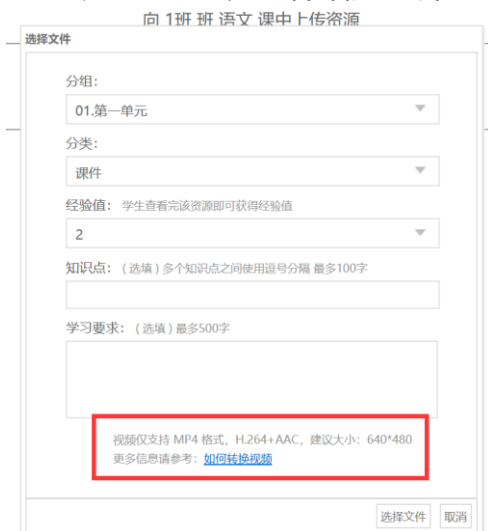 向 1班 班 语文 课中上传资源
选择文件
分组：
01.第一单元
分类：
课件
经验值： 学生查看完该资源即可获得经验值
2
知识点：（选填）多个知识点之间使用逗号分隔 最多100字
学习要求：（选填）最多500字
视频仅支持 MP4 格式，H.264+AAC，建议大小：640*480
更多信息请参考：如何转换视频
选择文件 取消